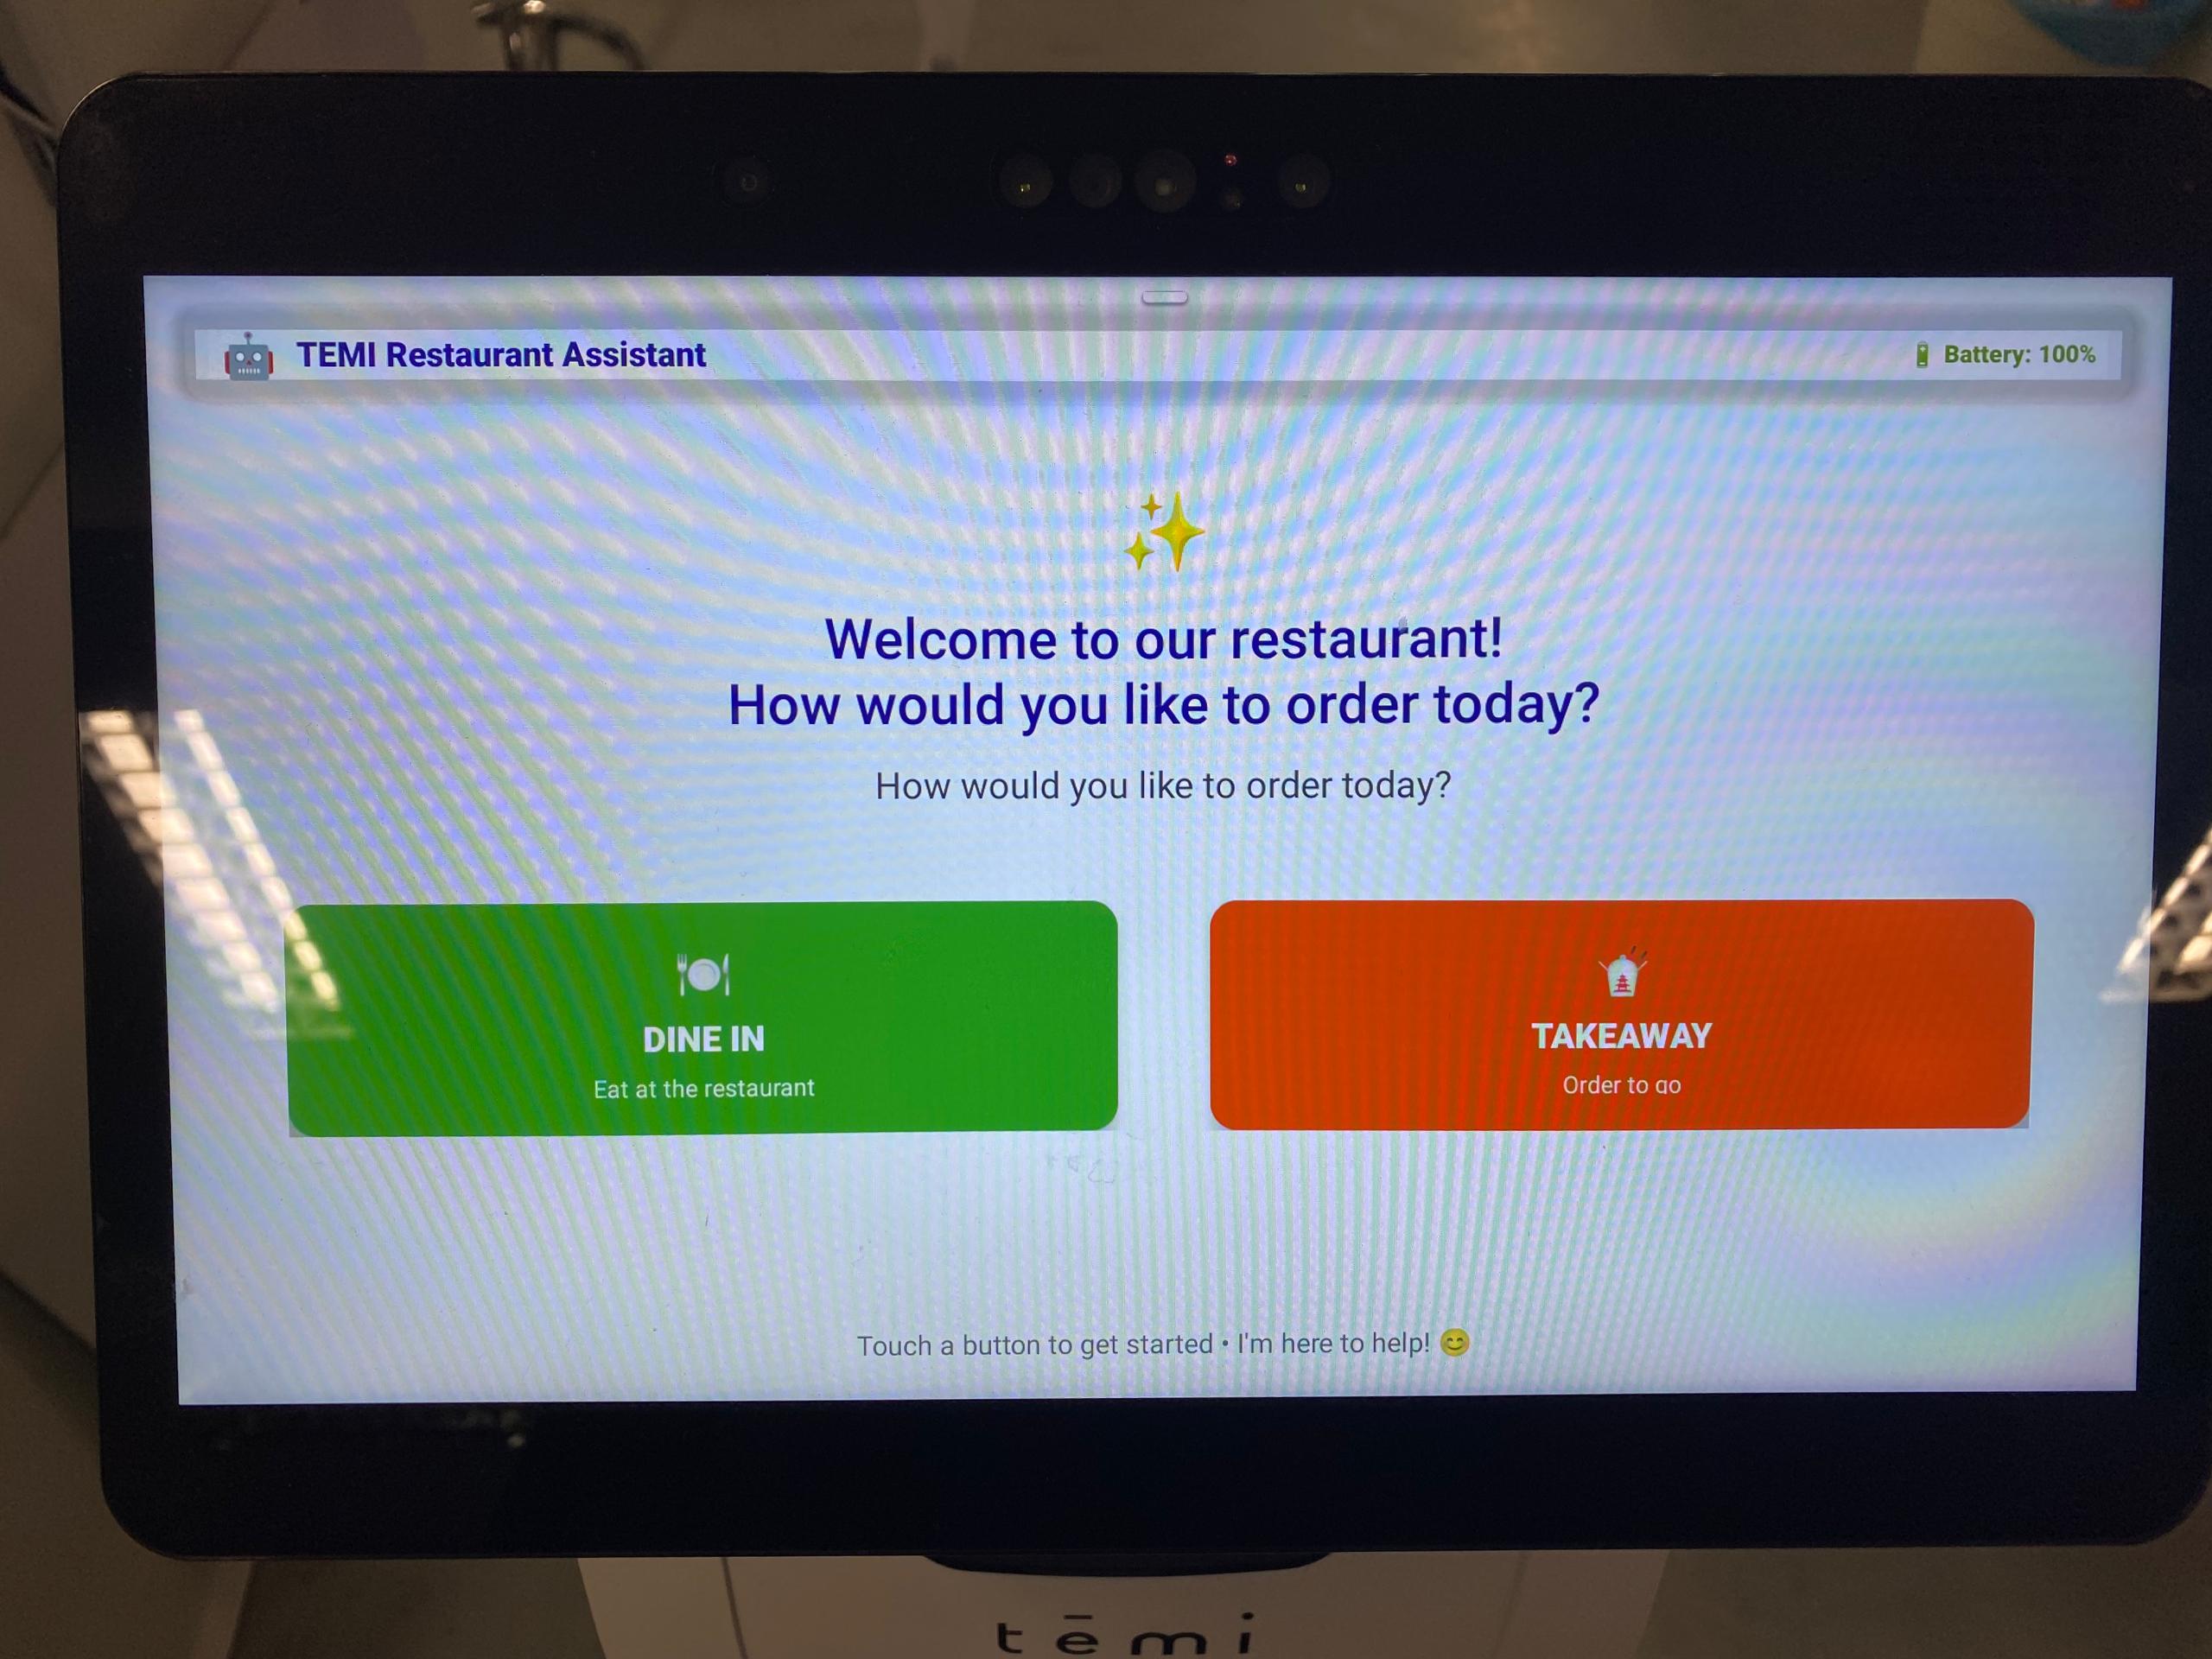 TEMI Restaurant Assistant
Battery: 100%
Welcome to our restaurant!
How would you like to order today?
How would you like to order today?
DINE IN
Eat at the restaurant
TAKEAWAY
Order to go
Touch a button to get started • I'm here to help! 😊
tēmi